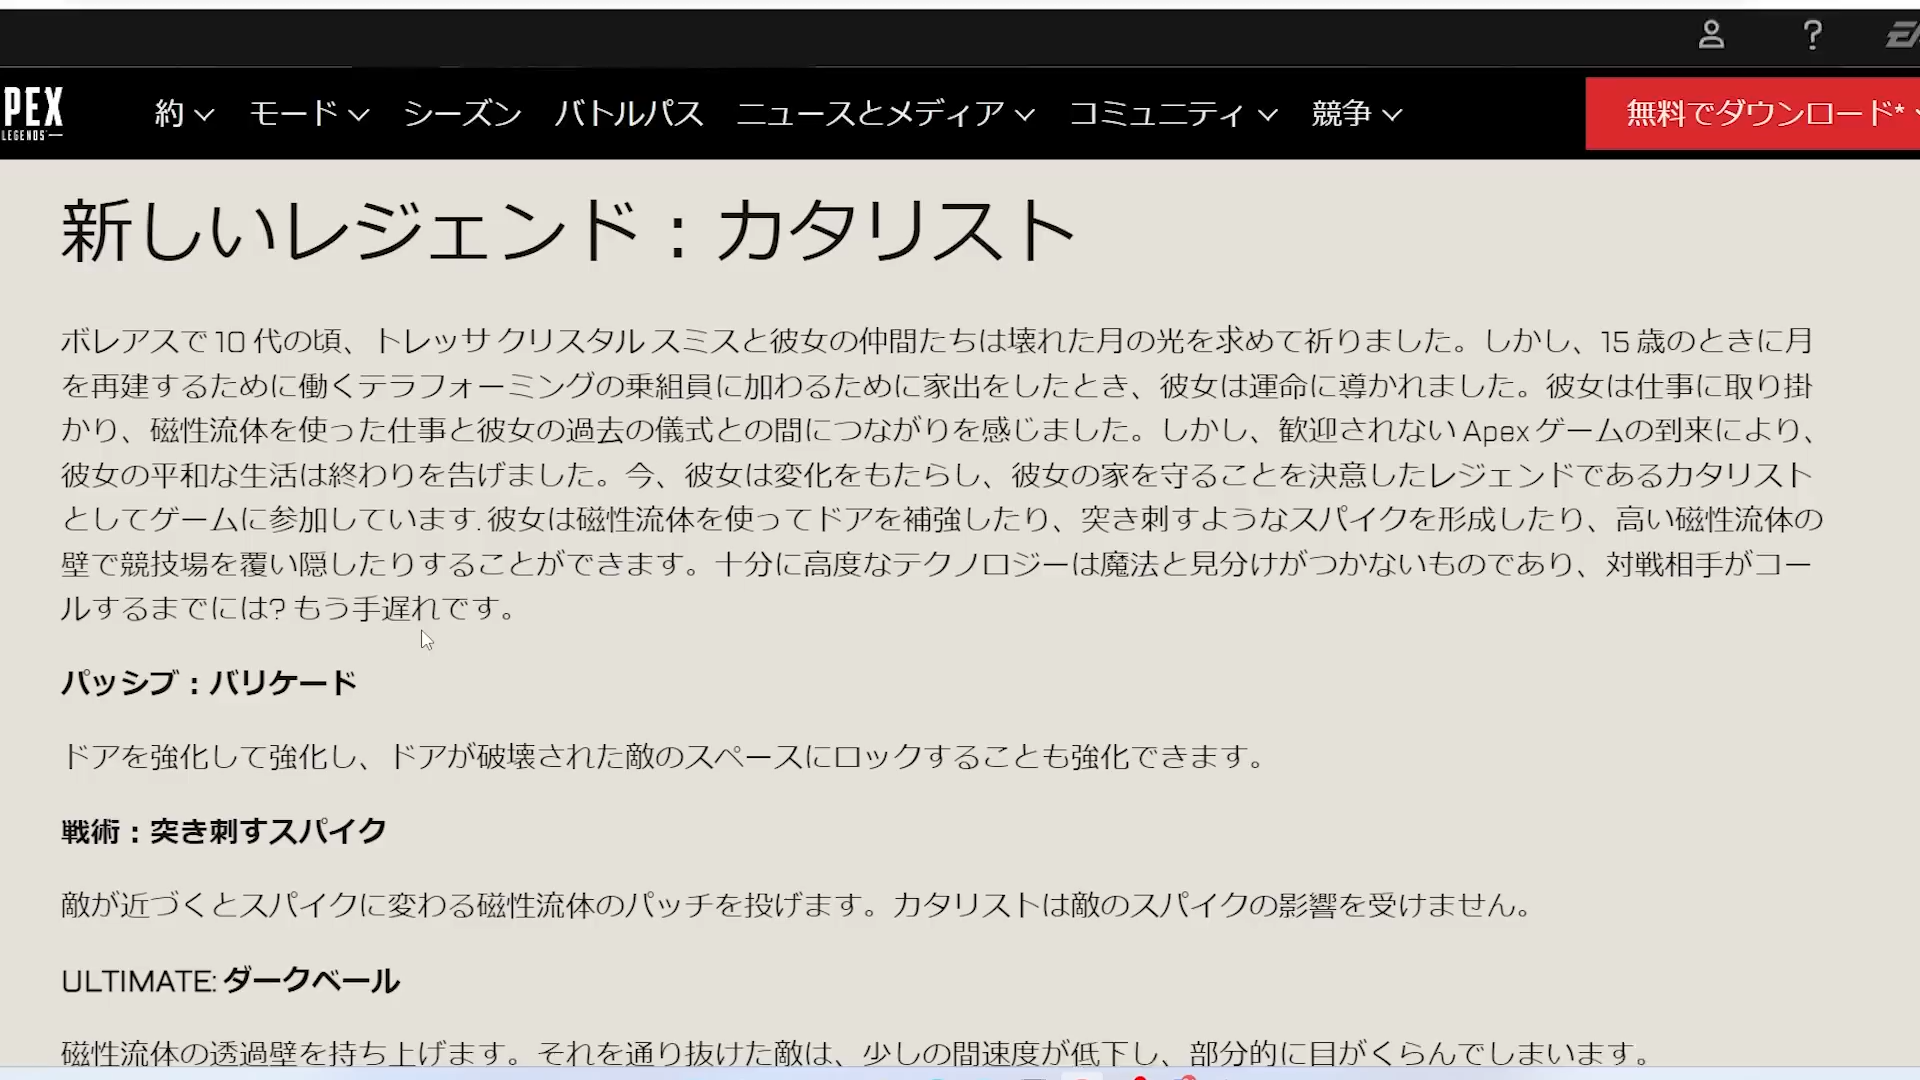 PEX
LEGENDS
約 モード シーズン バトルパス ニュースとメディア コミュニティ 競争 無料でダウンロード*
新しいレジェンド：カタリスト
ボレアスで 10 代の頃、トレッサ クリスタル スミスと彼女の仲間たちは壊れた月の光を求めて祈りました。しかし、15 歳のときに月
を再建するために働くテラフォーミングの乗組員に加わるために家出をしたとき、彼女は運命に導かれました。彼女は仕事に取り掛
かり、磁性流体を使った仕事と彼女の過去の儀式との間につながりを感じました。しかし、歓迎されない Apex ゲームの到来により、
彼女の平和な生活は終わりを告げました。今、彼女は変化をもたらし、彼女の家を守ることを決意したレジェンドであるカタリスト
としてゲームに参加しています. 彼女は磁性流体を使ってドアを補強したり、突き刺すようなスパイクを形成したり、高い磁性流体の
壁で競技場を覆い隠したりすることができます。十分に高度なテクノロジーは魔法と見分けがつかないものであり、対戦相手がコー
ルするまでには? もう手遅れです。
パッシブ：バリケード
ドアを強化して強化し、ドアが破壊された敵のスペースにロックすることも強化できます。
戦術：突き刺すスパイク
敵が近づくとスパイクに変わる磁性流体のパッチを投げます。カタリストは敵のスパイクの影響を受けません。
ULTIMATE: ダークベール
磁性流体の透過壁を持ち上げます。それを通り抜けた敵は、少しの間速度が低下し、部分的に目がくらんでしまいます。